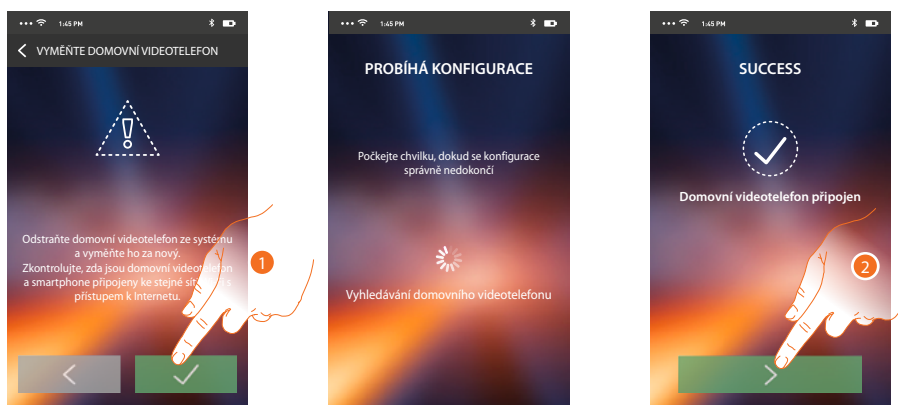 1:45 PM
VYMĚŇTE DOMOVNÍ VIDEOTELEFON
Odstraňte domovní videotelefon ze systému
a vyměňte ho za nový.
Zkontrolujte, zda jsou domovní videotelefon
a smartphone připojeny ke stejné síti
přístupem k Internetu.
1
1:45 PM
PROBÍHÁ KONFIGURACE
Počkejte chvilku, dokud se konfigurace
správně nedokončí
Vyhledávání domovního videotelefonu
1:45 PM
SUCCESS
Domovní videotelefon připojen
2